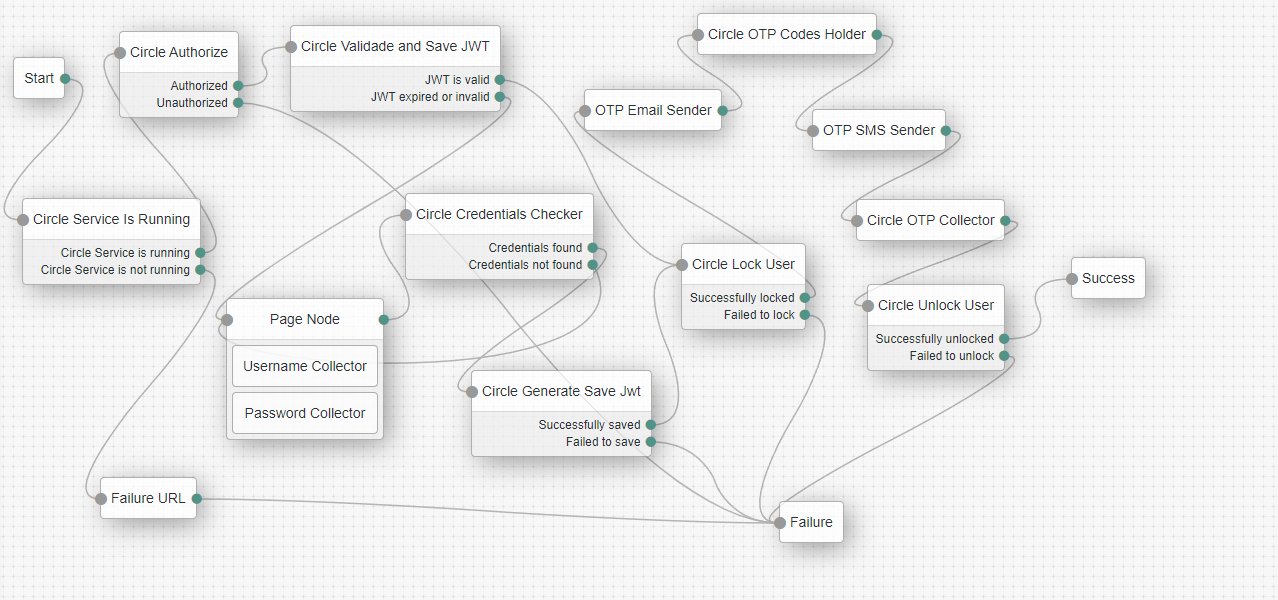 Start
Circle Authorize
Authorized
Unauthorized
Circle Validade and Save JWT
JWT is valid
JWT expired or invalid
Circle OTP Codes Holder
OTP Email Sender
OTP SMS Sender
Circle Service Is Running
Circle Service is running
Circle Service is not running
Circle Credentials Checker
Credentials found
Credentials not found
Circle OTP Collector
Circle Lock User
Successfully locked
Failed to lock
Success
Circle Unlock User
Successfully unlocked
Failed to unlock
Page Node
Username Collector
Password Collector
Circle Generate Save Jwt
Successfully saved
Failed to save
Failure URL
Failure